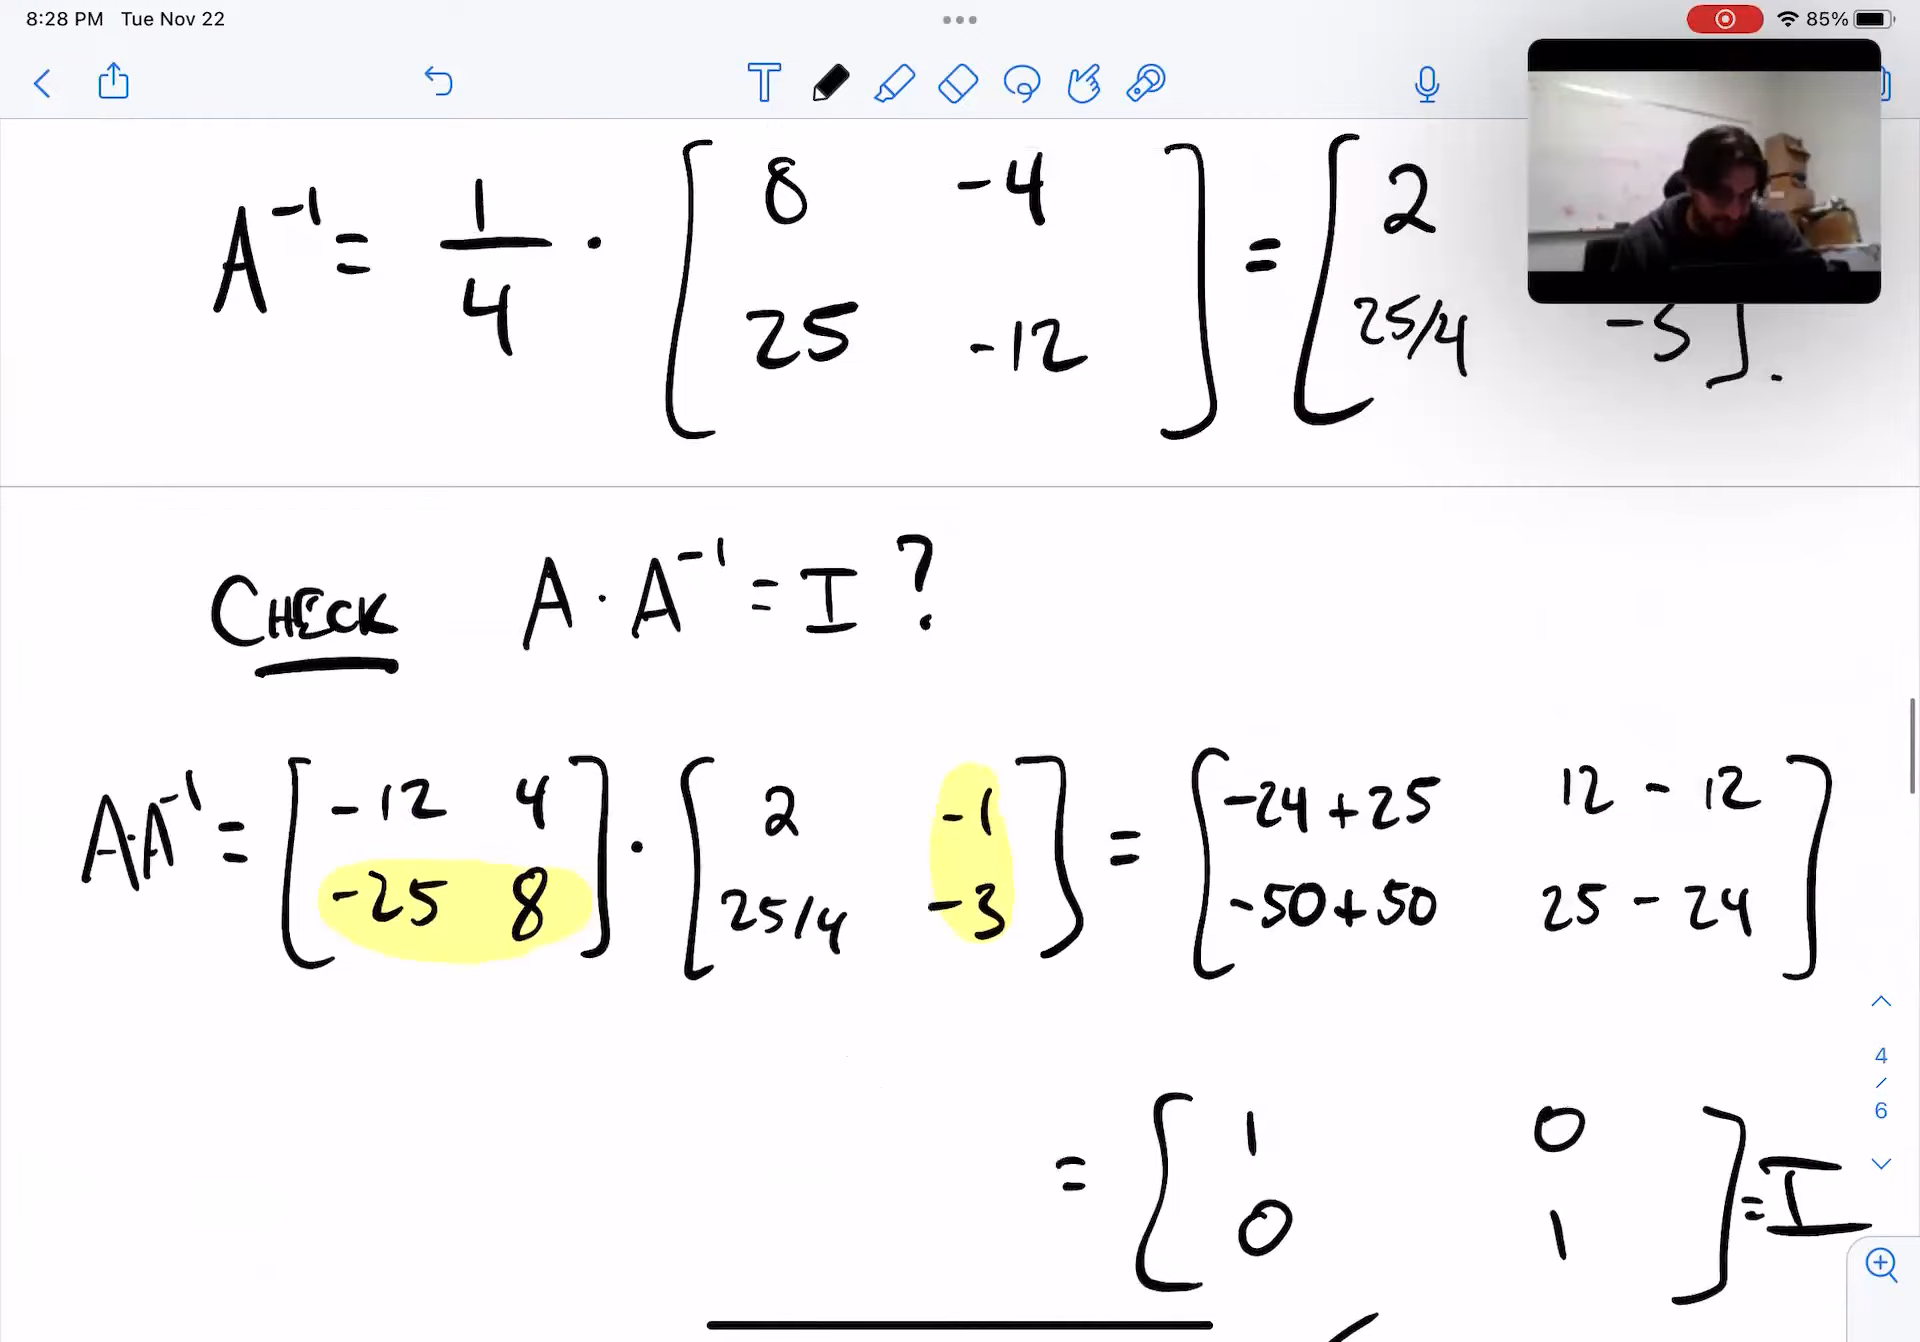 8:28 PM Tue Nov 22
85%
A⁻¹ = 1/4 · [8 -4; 25 -12] = [2; 25/4 -3].
CHECK A · A⁻¹ = I ?
A·A⁻¹ = [-12 4; -25 8] · [2 -1; 25/4 -3] = [-24+25 12 - 12; -50+50 25 - 24]
4 / 6
= [1 0; 0 1] = I